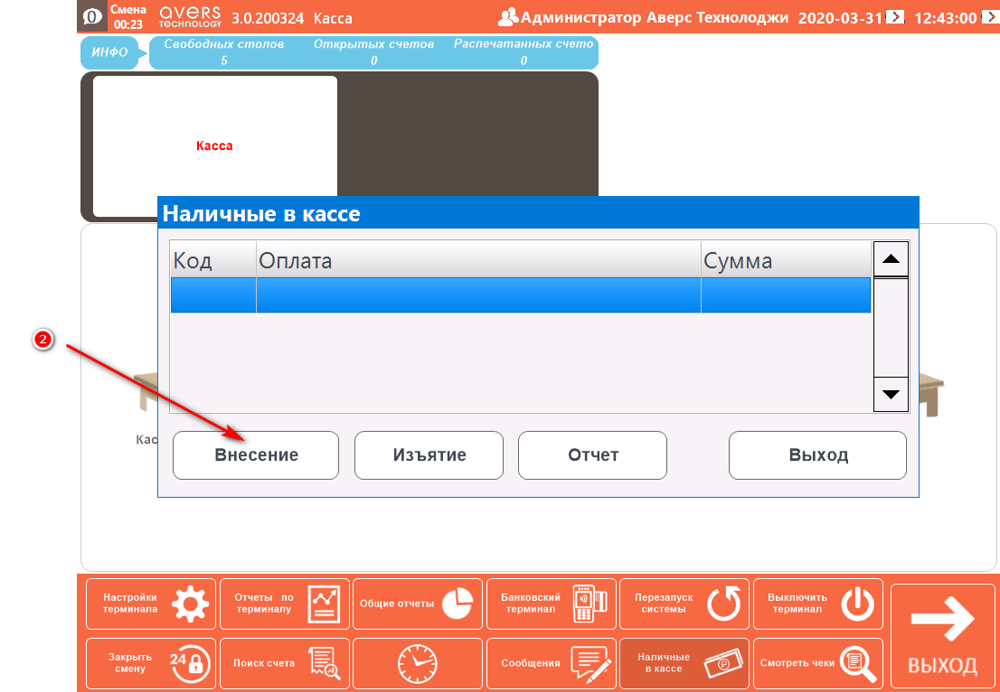 0
Смена
00:23
avers
TECHNOLOGY
3.0.200324 Касса
Администратор Аверс Технолоджи 2020-03-31 12:43:00
ИНФО
Свободных столов
5
Открытых счетов
0
Распечатанных счето
0
Касса
Наличные в кассе
Код Оплата Сумма
2
Кас
Внесение Изъятие Отчет Выход
Настройки
терминала
Отчеты по
терминалу
Общие отчеты
Банковский
терминал
Перезапуск
системы
Выключить
терминал
Закрыть
смену
24
Поиск счета
Сообщения
Наличные
в кассе
Смотреть чеки
ВЫХОД